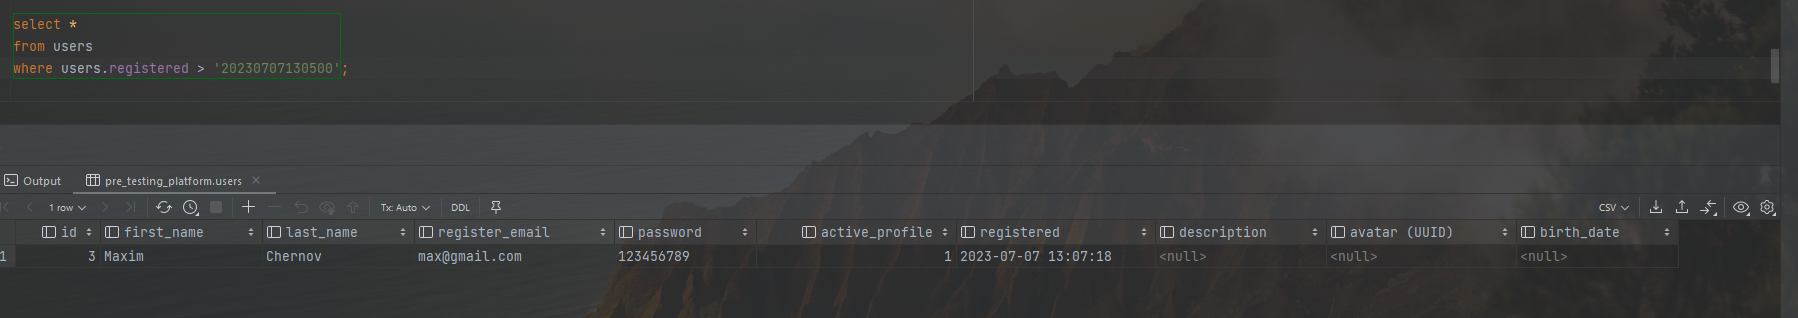 select *
from users
where users.registered > '20230707130500';
Output pre_testing_platform.users
1 row Tx: Auto DDL CSV
id first_name last_name register_email password active_profile registered description avatar (UUID) birth_date
1 3 Maxim Chernov max@gmail.com 123456789 1 2023-07-07 13:07:18 <null> <null> <null>